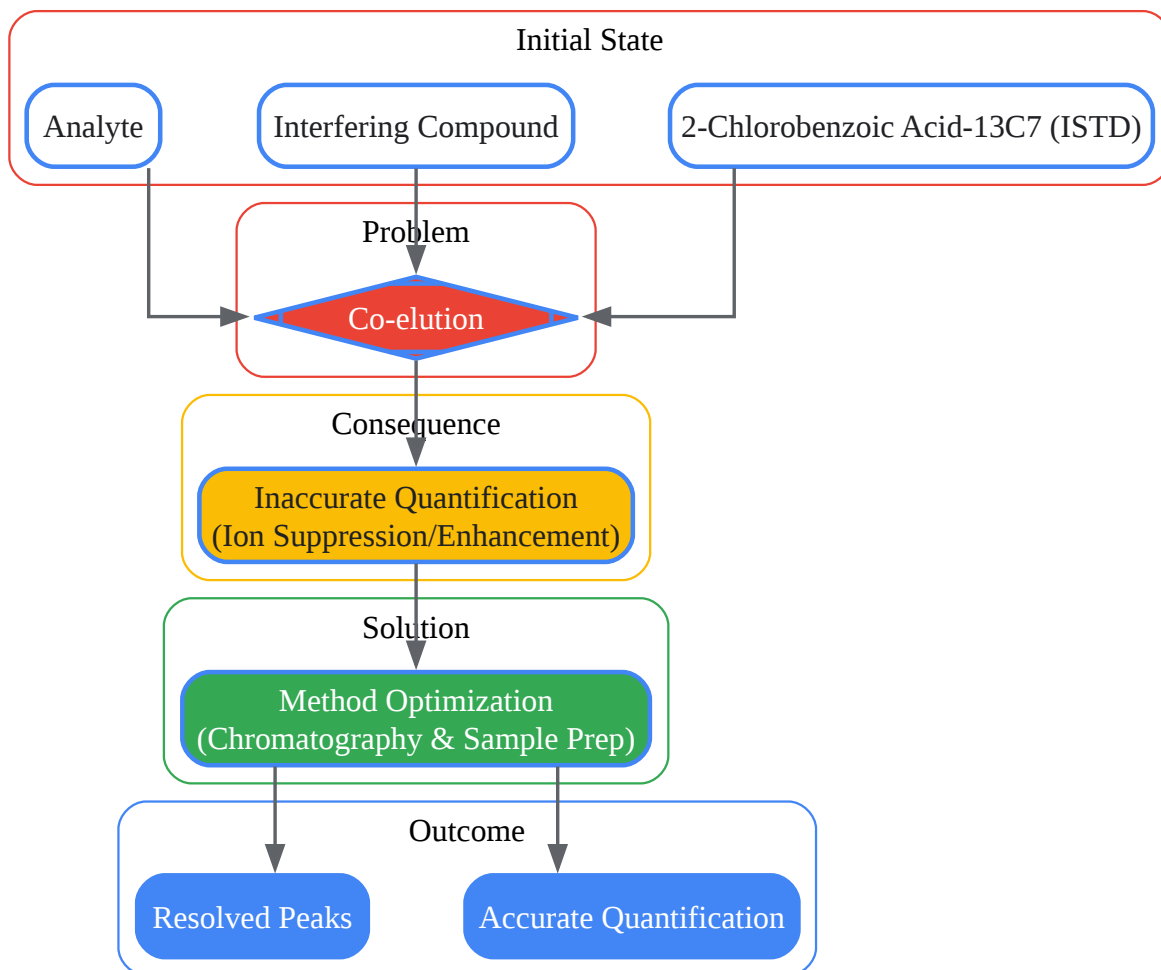 Initial State
Analyte
Interfering Compound
2-Chlorobenzoic Acid-13C7 (ISTD)
Problem
Co-elution
Consequence
Inaccurate Quantification
(Ion Suppression/Enhancement)
Solution
Method Optimization
(Chromatography & Sample Prep)
Outcome
Resolved Peaks
Accurate Quantification